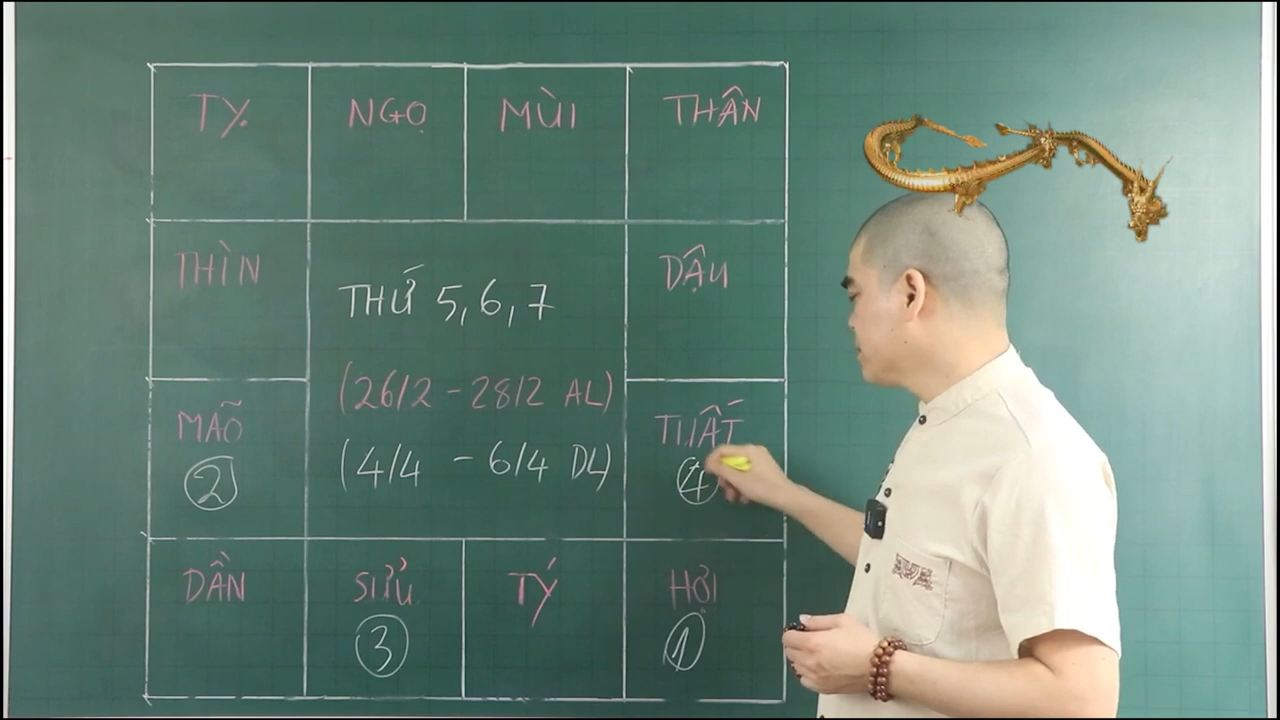 TỴ
NGỌ
MÙI
THÂN
THÌN
DẬU
THỨ 5, 6, 7
(26/2 - 28/2 AL)
(4/4 - 6/4 DL)
MÃO
②
TUẤT
④
DẦN
SỬU
③
TÝ
HỢI
①